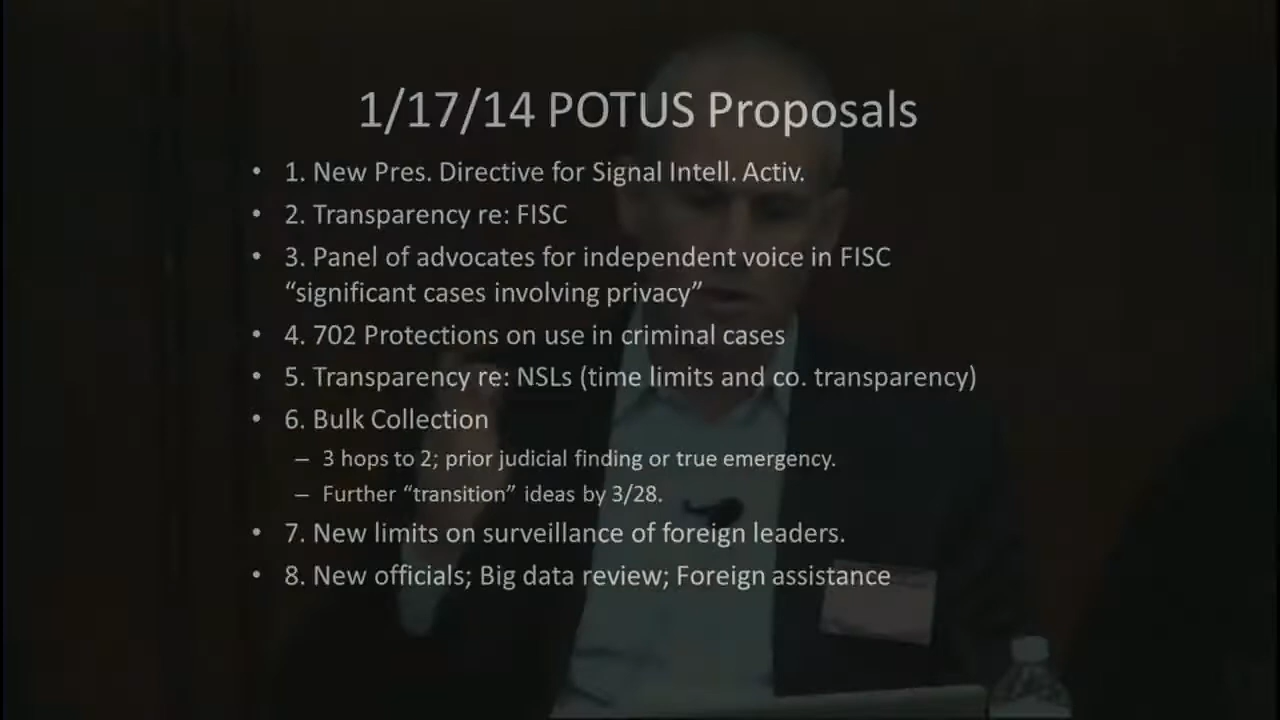 1/17/14 POTUS Proposals
• 1. New Pres. Directive for Signal Intell. Activ.
• 2. Transparency re: FISC
• 3. Panel of advocates for independent voice in FISC
“significant cases involving privacy”
• 4. 702 Protections on use in criminal cases
• 5. Transparency re: NSLs (time limits and co. transparency)
• 6. Bulk Collection
– 3 hops to 2; prior judicial finding or true emergency.
– Further “transition” ideas by 3/28.
• 7. New limits on surveillance of foreign leaders.
• 8. New officials; Big data review; Foreign assistance